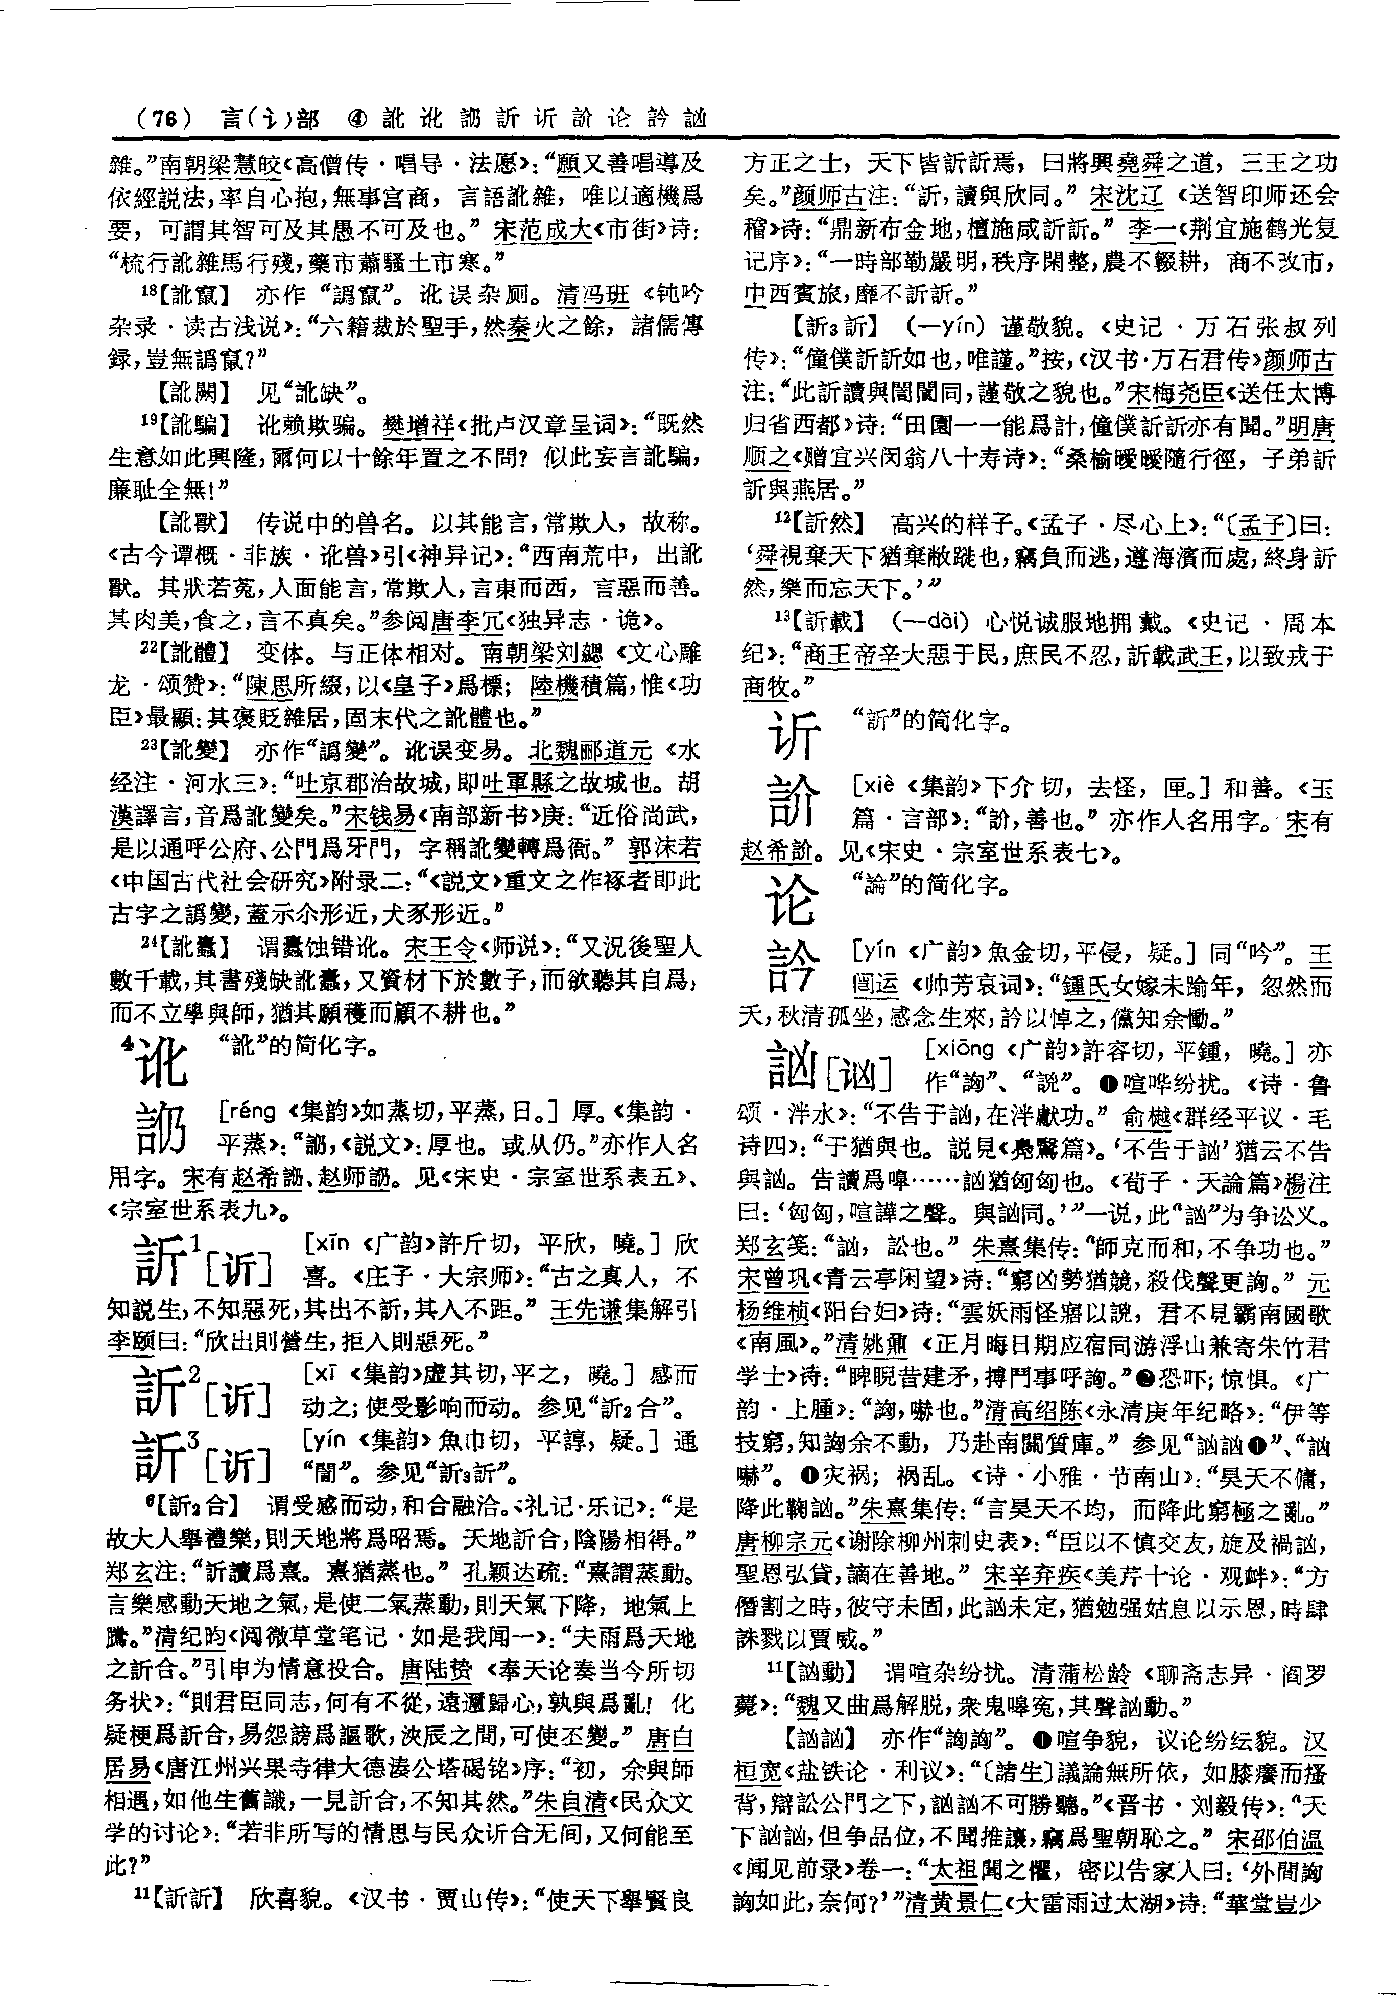 (76) 言(讠)部 ④ 訛 讹 訒 訢 䜣 䚸 论 訡 訩
雜。”南朝梁慧皎《高僧传·唱导·法愿》：“願又善唱導及
依經説法，率自心抱，無事宫商，言語訛雜，唯以適機爲
要，可謂其智可及其愚不可及也。”宋范成大《市街》诗：
“梳行訛雜馬行殘，藥市蕭騷土市寒。”
18【訛竄】 亦作“譌竄”。讹误杂厕。清冯班《钝吟
杂录·读古浅说》：“六籍裁於聖手，然秦火之餘，諸儒傳
録，豈無譌竄?”
【訛闕】 见“訛缺”。
19【訛騙】 讹赖欺骗。樊增祥《批卢汉章呈词》：“既然
生意如此興隆，爾何以十餘年置之不問？似此妄言訛騙，
廉耻全無！”
【訛獸】 传说中的兽名。以其能言，常欺人，故称。
《古今谭概·非族·讹兽》引《神异记》：“西南荒中，出訛
獸。其狀若菟，人面能言，常欺人，言東而西，言惡而善。
其肉美，食之，言不真矣。”参阅唐李冗《独异志·诡》。
22【訛體】 变体。与正体相对。南朝梁刘勰《文心雕
龙·颂赞》：“陳思所綴，以《皇子》爲標；陸機積篇，惟《功
臣》最顯：其褒貶雜居，固末代之訛體也。”
23【訛變】 亦作“譌變”。讹误变易。北魏郦道元《水
经注·河水三》：“吐京郡治故城，即吐軍縣之故城也。胡
漢譯言，音爲訛變矣。”宋钱易《南部新书》庚：“近俗尚武，
是以通呼公府、公門爲牙門，字稱訛變轉爲衙。”郭沫若
《中国古代社会研究》附录二：“《説文》重文之作䘣者即此
古字之譌變，蓋示尒形近，犬豕形近。”
24【訛蠹】 谓蠹蚀错讹。宋王令《师说》：“又況後聖人
數千載，其書殘缺訛蠹，又資材下於數子，而欲聽其自爲，
而不立學與師，猶其願穫而顧不耕也。”
4讹 “訛”的简化字。
訒 [réng《集韵》如蒸切，平蒸，日。] 厚。《集韵·
平蒸》：“訒，《説文》：厚也。或从仍。”亦作人名
用字。宋有赵希訒、赵师訒。见《宋史·宗室世系表五》、
《宗室世系表九》。
訢1[䜣] [xīn《广韵》許斤切，平欣，曉。] 欣
喜。《庄子·大宗师》：“古之真人，不
知説生，不知惡死，其出不訢，其入不距。”王先谦集解引
李颐曰：“欣出則營生，拒入則惡死。”
訢2[䜣] [xī《集韵》虚其切，平之，曉。] 感而
动之；使受影响而动。参见“訢2合”。
訢3[䜣] [yín《集韵》魚巾切，平諄，疑。] 通
“誾”。参见“訢3訢”。
6【訢2合】 谓受感而动，和合融洽。《礼记·乐记》：“是
故大人舉禮樂，則天地將爲昭焉。天地訢合，陰陽相得。”
郑玄注：“訢讀爲熹。熹猶蒸也。”孔颖达疏：“熹謂蒸動。
言樂感動天地之氣，是使二氣蒸動，則天氣下降，地氣上
騰。”清纪昀《阅微草堂笔记·如是我闻一》：“夫雨爲天地
之訢合。”引申为情意投合。唐陆贽《奉天论奏当今所切
务状》：“則君臣同志，何有不從，遠邇歸心，孰與爲亂！化
疑梗爲訢合，易怨謗爲謳歌，浹辰之間，可使丕變。”唐白
居易《唐江州兴果寺律大德凑公塔碣铭》序：“初，余與師
相遇，如他生舊識，一見訢合，不知其然。”朱自清《民众文
学的讨论》：“若非所写的情思与民众䜣合无间，又何能至
此?”
11【訢訢】 欣喜貌。《汉书·贾山传》：“使天下舉賢良
方正之士，天下皆訢訢焉，曰將興堯舜之道，三王之功
矣。”颜师古注：“訢，讀與欣同。”宋沈辽《送智印师还会
稽》诗：“鼎新布金地，檀施咸訢訢。”李一《荆宜施鹤光复
记序》：“一時部勒嚴明，秩序閑整，農不輟耕，商不改市，
中西賓旅，靡不訢訢。”
【訢3訢】 (—yín) 谨敬貌。《史记·万石张叔列
传》：“僮僕訢訢如也，唯謹。”按，《汉书·万石君传》颜师古
注：“此訢讀與誾誾同，謹敬之貌也。”宋梅尧臣《送任太博
归省西都》诗：“田園一一能爲計，僮僕訢訢亦有聞。”明唐
顺之《赠宜兴闵翁八十寿诗》：“桑榆曖曖隨行徑，子弟訢
訢與燕居。”
12【訢然】 高兴的样子。《孟子·尽心上》：“〔孟子〕曰：
‘舜視棄天下猶棄敝蹝也，竊負而逃，遵海濱而處，終身訢
然，樂而忘天下。’”
13【訢載】 (—dài) 心悦诚服地拥戴。《史记·周本
纪》：“商王帝辛大惡于民，庶民不忍，訢載武王，以致戎于
商牧。”
䜣 “訢”的简化字。
䚸 [xiè《集韵》下介切，去怪，匣。] 和善。《玉
篇·言部》：“䚸，善也。”亦作人名用字。宋有
赵希䚸。见《宋史·宗室世系表七》。
论 “論”的简化字。
訡 [yín《广韵》魚金切，平侵，疑。] 同“吟”。王
闿运《帅芳哀词》：“鍾氏女嫁未踰年，忽然而
夭，秋清孤坐，感念生來，訡以悼之，儻知余慟。”
訩[讻] [xiōng《广韵》許容切，平鍾，曉。] 亦
作“詾”、“説”。❶喧哗纷扰。《诗·鲁
颂·泮水》：“不告于訩，在泮獻功。”俞樾《群经平议·毛
诗四》：“于猶與也。説見《鳧鷖篇》。‘不告于訩’猶云不告
與訩。告讀爲嗥……訩猶匈匈也。《荀子·天論篇》楊注
曰：‘匈匈，喧譁之聲。與訩同。’”一说，此“訩”为争讼义。
郑玄笺：“訩，訟也。”朱熹集传：“師克而和，不争功也。”
宋曾巩《青云亭闲望》诗：“窮凶勢猶競，殺伐聲更詾。”元
杨维桢《阳台妇》诗：“雲妖雨怪寤以説，君不見霸南國歌
《南風》。”清姚鼐《正月晦日期应宿同游浮山兼寄朱竹君
学士》诗：“睥睨昔建矛，搏鬥事呼詾。”❷恐吓；惊惧。《广
韵·上腫》：“詾，嚇也。”清高绍陈《永清庚年纪略》：“伊等
技窮，知詾余不動，乃赴南關質庫。”参见“訩訩❶”、“訩
嚇”。❶灾祸；祸乱。《诗·小雅·节南山》：“昊天不傭，
降此鞠訩。”朱熹集传：“言昊天不均，而降此窮極之亂。”
唐柳宗元《谢除柳州刺史表》：“臣以不慎交友，旋及禍訩，
聖恩弘貸，謫在善地。”宋辛弃疾《美芹十论·观衅》：“方
僭割之時，彼守未固，此訩未定，猶勉强姑息以示恩，時肆
誅戮以賈威。”
11【訩動】 谓喧杂纷扰。清蒲松龄《聊斋志异·阎罗
薨》：“魏又曲爲解脱，衆鬼嗥冤，其聲訩動。”
【訩訩】 亦作“詾詾”。❶喧争貌，议论纷纭貌。汉
桓宽《盐铁论·利议》：“〔諸生〕議論無所依，如膝癢而搔
背，辯訟公門之下，訩訩不可勝聽。”《晋书·刘毅传》：“天
下訩訩，但争品位，不聞推讓，竊爲聖朝恥之。”宋邵伯温
《闻见前录》卷一：“太祖聞之懼，密以告家人曰：‘外間詾
詾如此，奈何？’”清黄景仁《大雷雨过太湖》诗：“華堂豈少